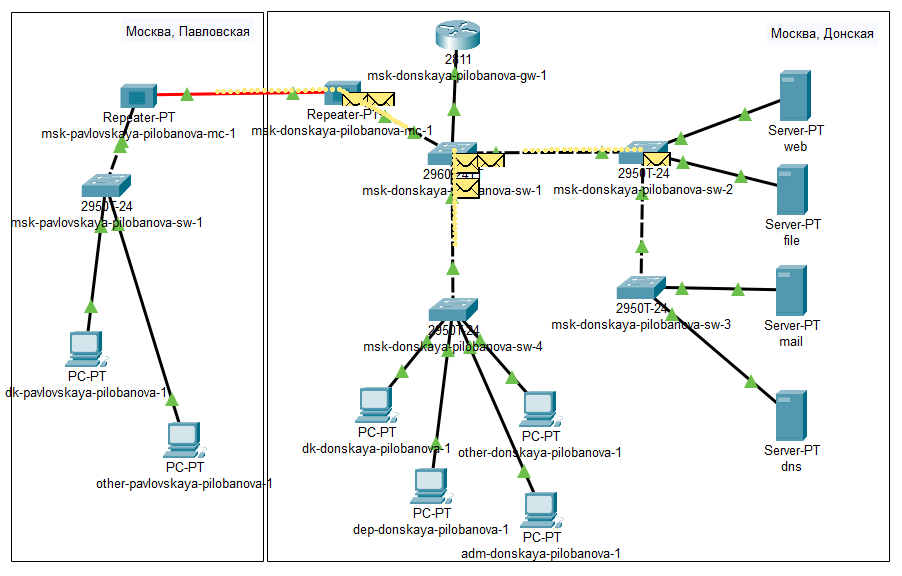 Москва, Павловская
Москва, Донская
2811
msk-donskaya-pilobanova-gw-1
Repeater-PT
msk-pavlovskaya-pilobanova-mc-1
Repeater-PT
msk-donskaya-pilobanova-mc-1
Server-PT
web
2960-24TT
msk-donskaya-pilobanova-sw-1
2950T-24
msk-donskaya-pilobanova-sw-2
2950T-24
msk-pavlovskaya-pilobanova-sw-1
Server-PT
file
2950T-24
msk-donskaya-pilobanova-sw-4
2950T-24
msk-donskaya-pilobanova-sw-3
Server-PT
mail
PC-PT
dk-pavlovskaya-pilobanova-1
PC-PT
dk-donskaya-pilobanova-1
PC-PT
other-donskaya-pilobanova-1
Server-PT
dns
PC-PT
other-pavlovskaya-pilobanova-1
PC-PT
dep-donskaya-pilobanova-1
PC-PT
adm-donskaya-pilobanova-1